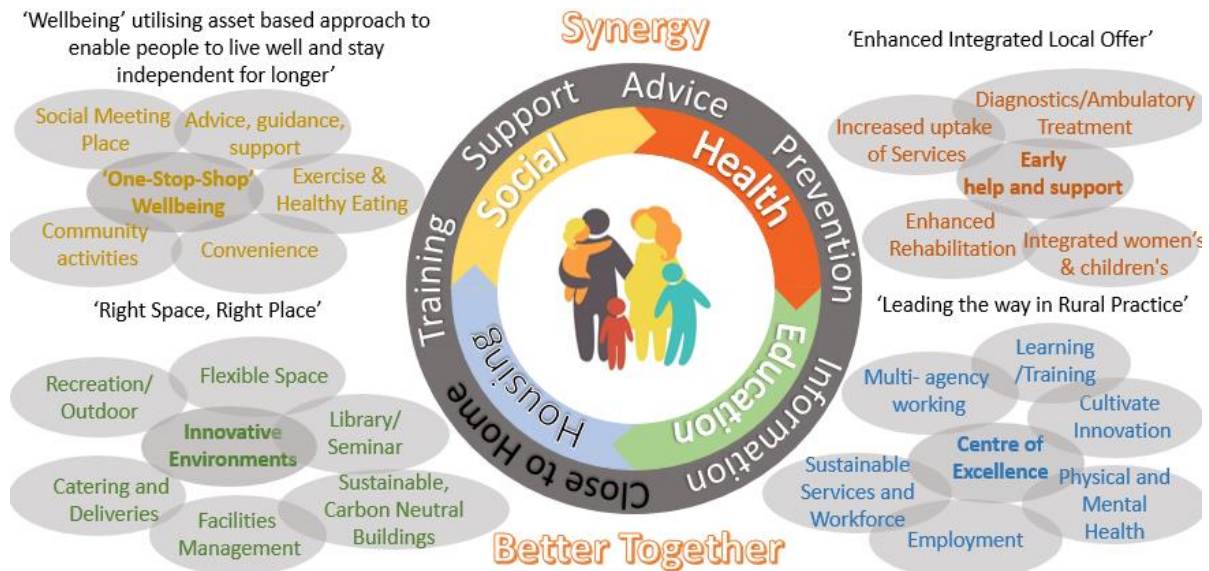 ‘Wellbeing’ utilising asset based approach to
enable people to live well and stay
independent for longer’
Social Meeting
Place
Advice, guidance,
support
‘One-Stop-Shop’
Wellbeing
Exercise &
Healthy Eating
Community
activities
Convenience
Synergy
Support
Advice
Prevention
Information
Close to Home
Training
Social
Health
Education
Housing
‘Enhanced Integrated Local Offer’
Diagnostics/Ambulatory
Treatment
Increased uptake
of Services
Early
help and support
Enhanced
Rehabilitation
Integrated women’s
& children's
‘Right Space, Right Place’
Recreation/
Outdoor
Flexible Space
Innovative
Environments
Library/
Seminar
Catering and
Deliveries
Facilities
Management
Sustainable,
Carbon Neutral
Buildings
‘Leading the way in Rural Practice’
Learning
/Training
Multi- agency
working
Cultivate
Innovation
Centre of
Excellence
Sustainable
Services and
Workforce
Physical and
Mental
Health
Employment
Better Together